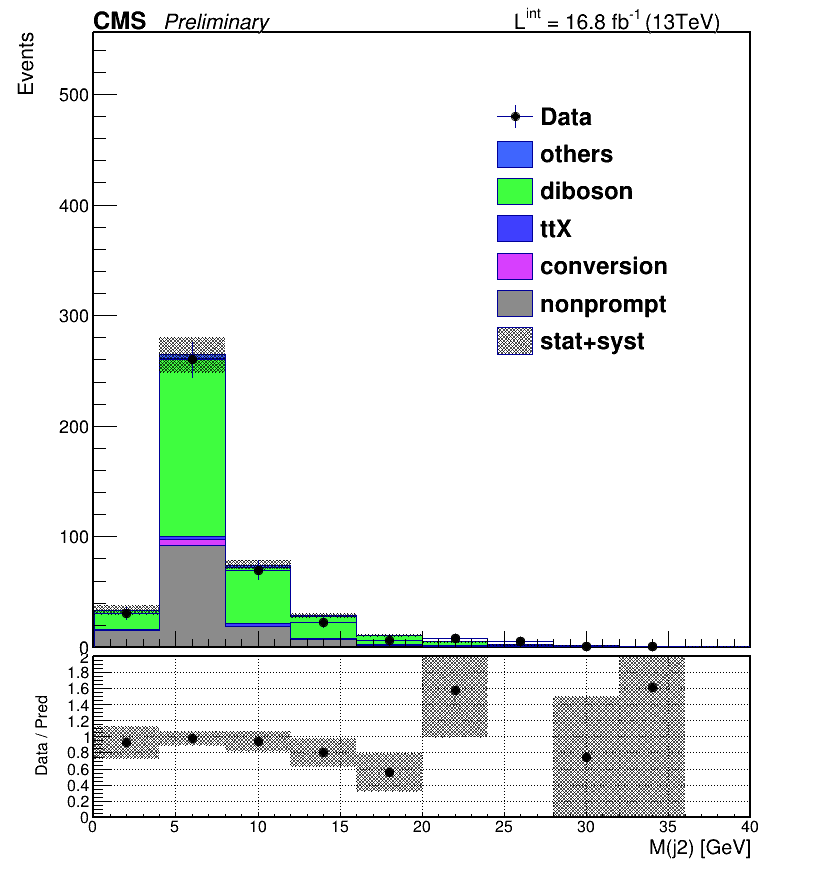 CMS Preliminary L^int = 16.8 fb^-1 (13TeV)
Events
500
400
300
200
100
0
Data
others
diboson
ttX
conversion
nonprompt
stat+syst
Data / Pred
2
1.8
1.6
1.4
1.2
1
0.8
0.6
0.4
0.2
0
0 5 10 15 20 25 30 35 40
M(j2) [GeV]